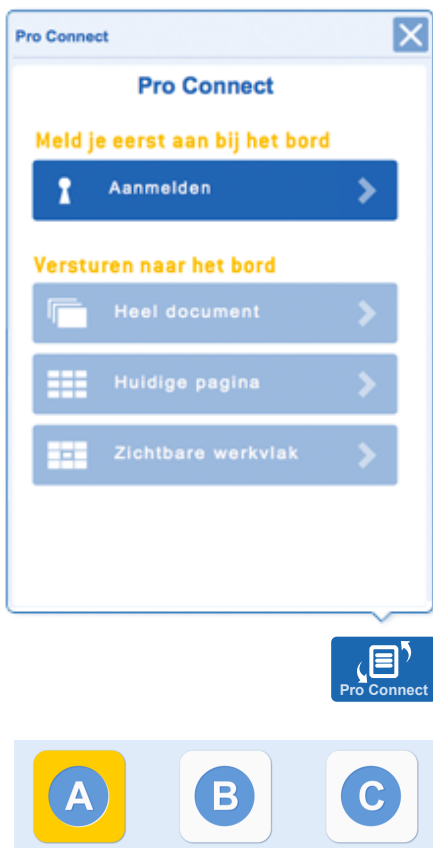 Pro Connect
Pro Connect
Meld je eerst aan bij het bord
Aanmelden
Versturen naar het bord
Heel document
Huidige pagina
Zichtbare werkvlak
Pro Connect
A B C